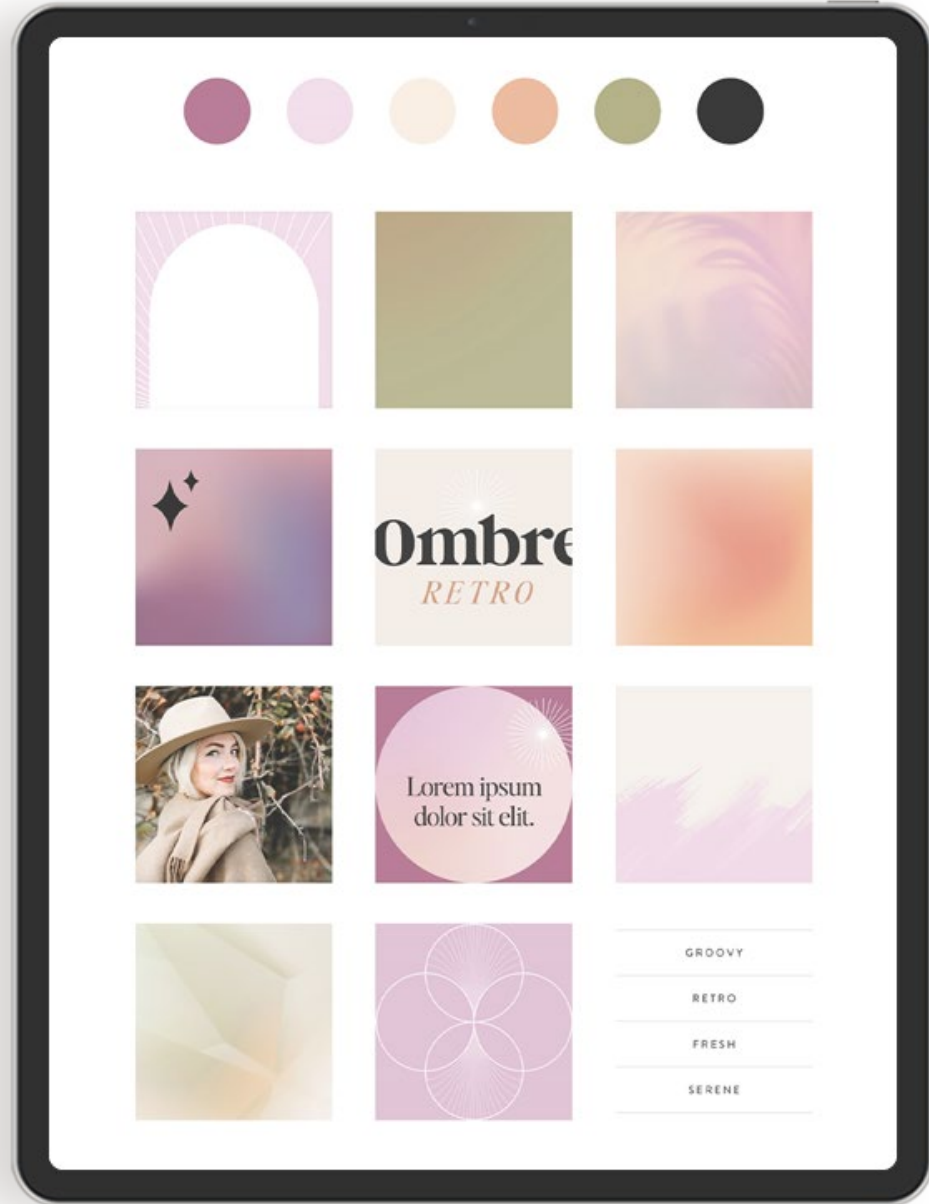 Ombre
RETRO
Lorem ipsum
dolor sit elit.
GROOVY
RETRO
FRESH
SERENE